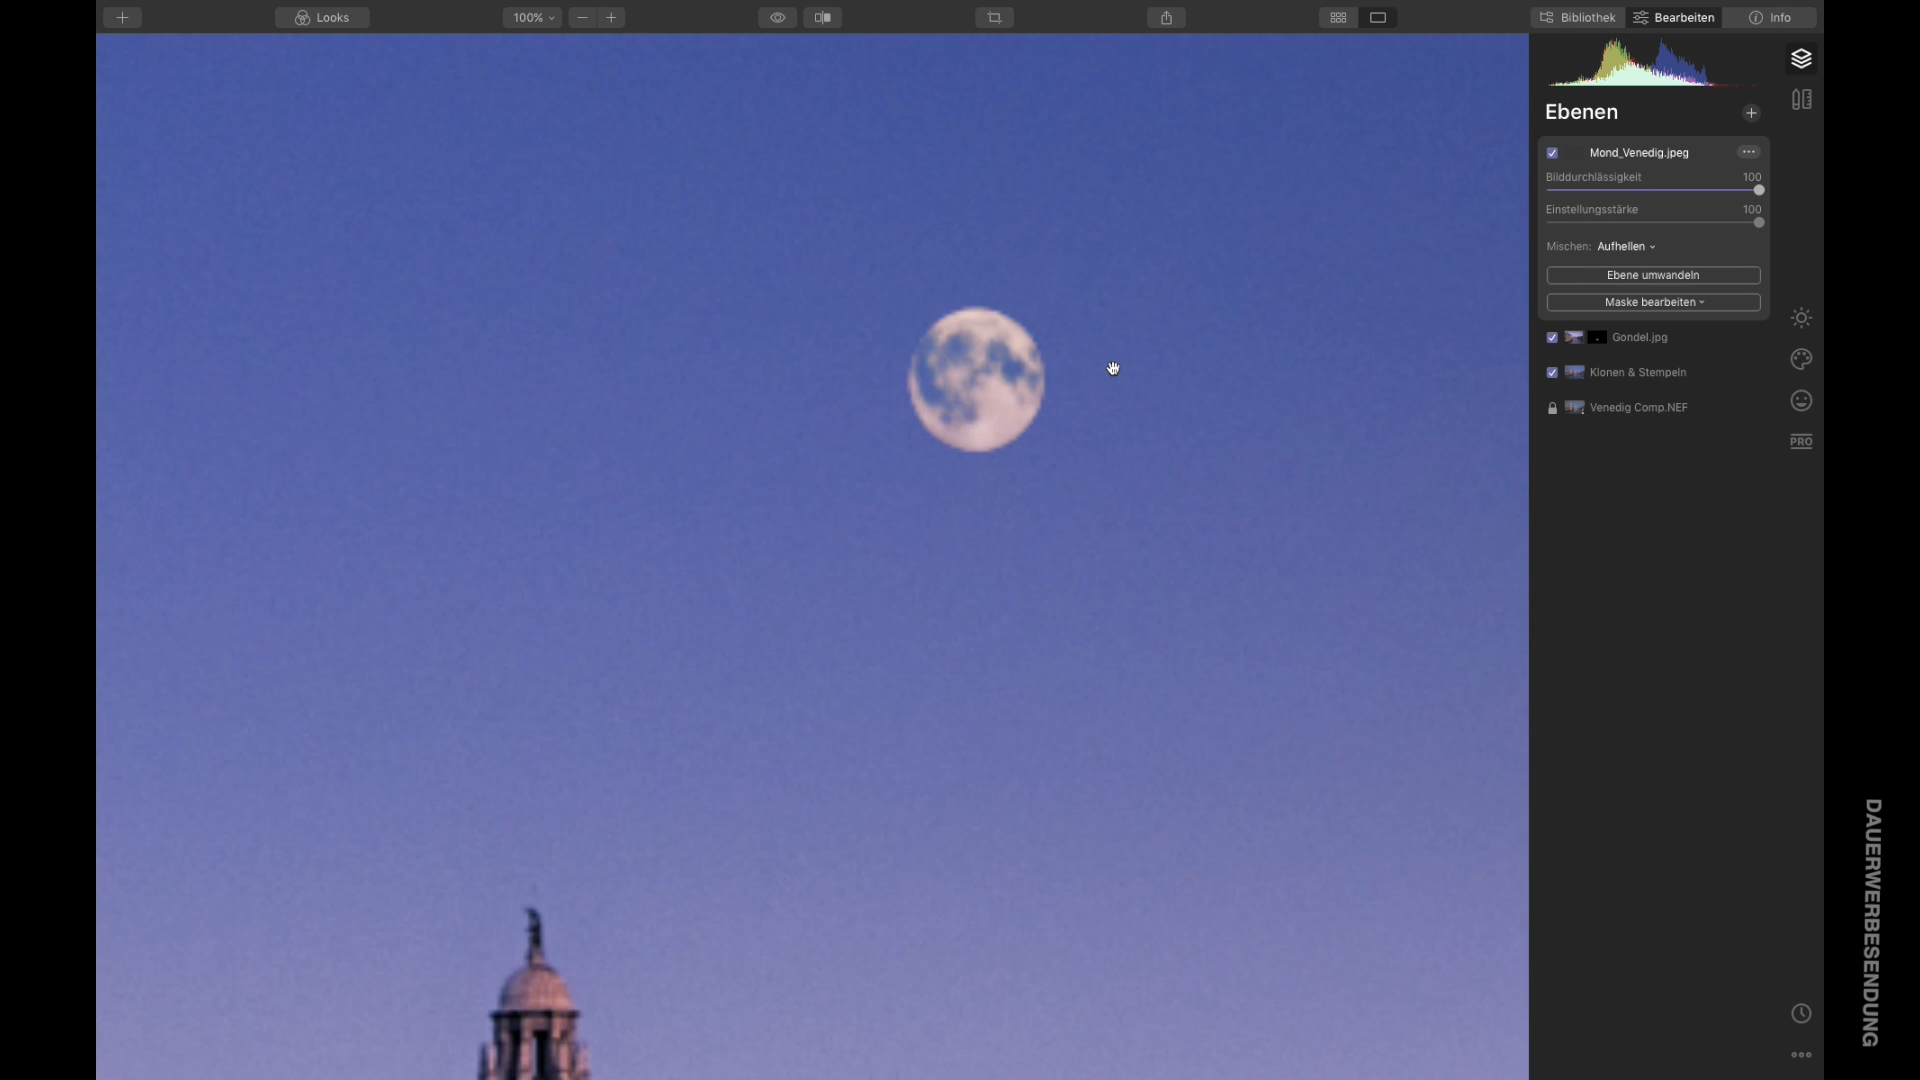 Looks
100%
Bibliothek
Bearbeiten
Info
Ebenen
Mond_Venedig.jpeg
Bilddurchlässigkeit 100
Einstellungsstärke 100
Mischen: Aufhellen
Ebene umwandeln
Maske bearbeiten
Gondel.jpg
Klonen & Stempeln
Venedig Comp.NEF
PRO
DAUERWERBESENDUNG